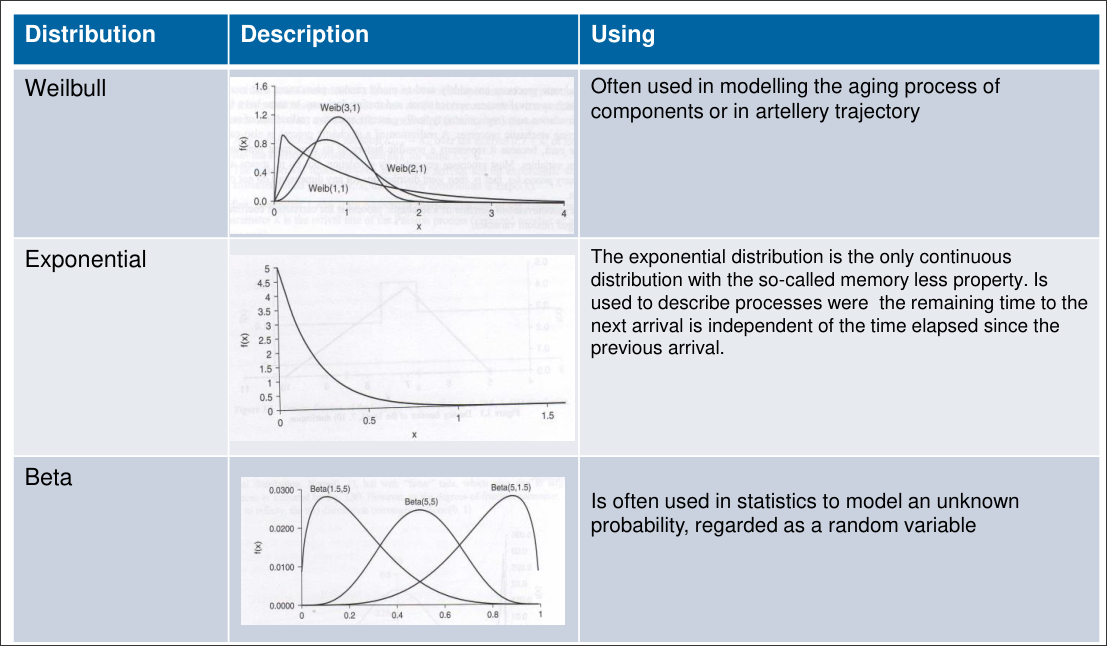 Distribution Description Using
Weilbull
Often used in modelling the aging process of
components or in artellery trajectory
1.6
1.2
0.8
0.4
0.0
f(x)
Weib(3,1)
Weib(2,1)
Weib(1,1)
0 1 2 3 4
x
Exponential
The exponential distribution is the only continuous
distribution with the so-called memory less property. Is
used to describe processes were the remaining time to the
next arrival is independent of the time elapsed since the
previous arrival.
5
4.5
4
3.5
3
2.5
2
1.5
1
0.5
0
f(x)
0 0.5 1 1.5
x
Beta
Is often used in statistics to model an unknown
probability, regarded as a random variable
0.0300
0.0200
0.0100
0.0000
f(x)
Beta(1.5,5)
Beta(5,5)
Beta(5,1.5)
0 0.2 0.4 0.6 0.8 1